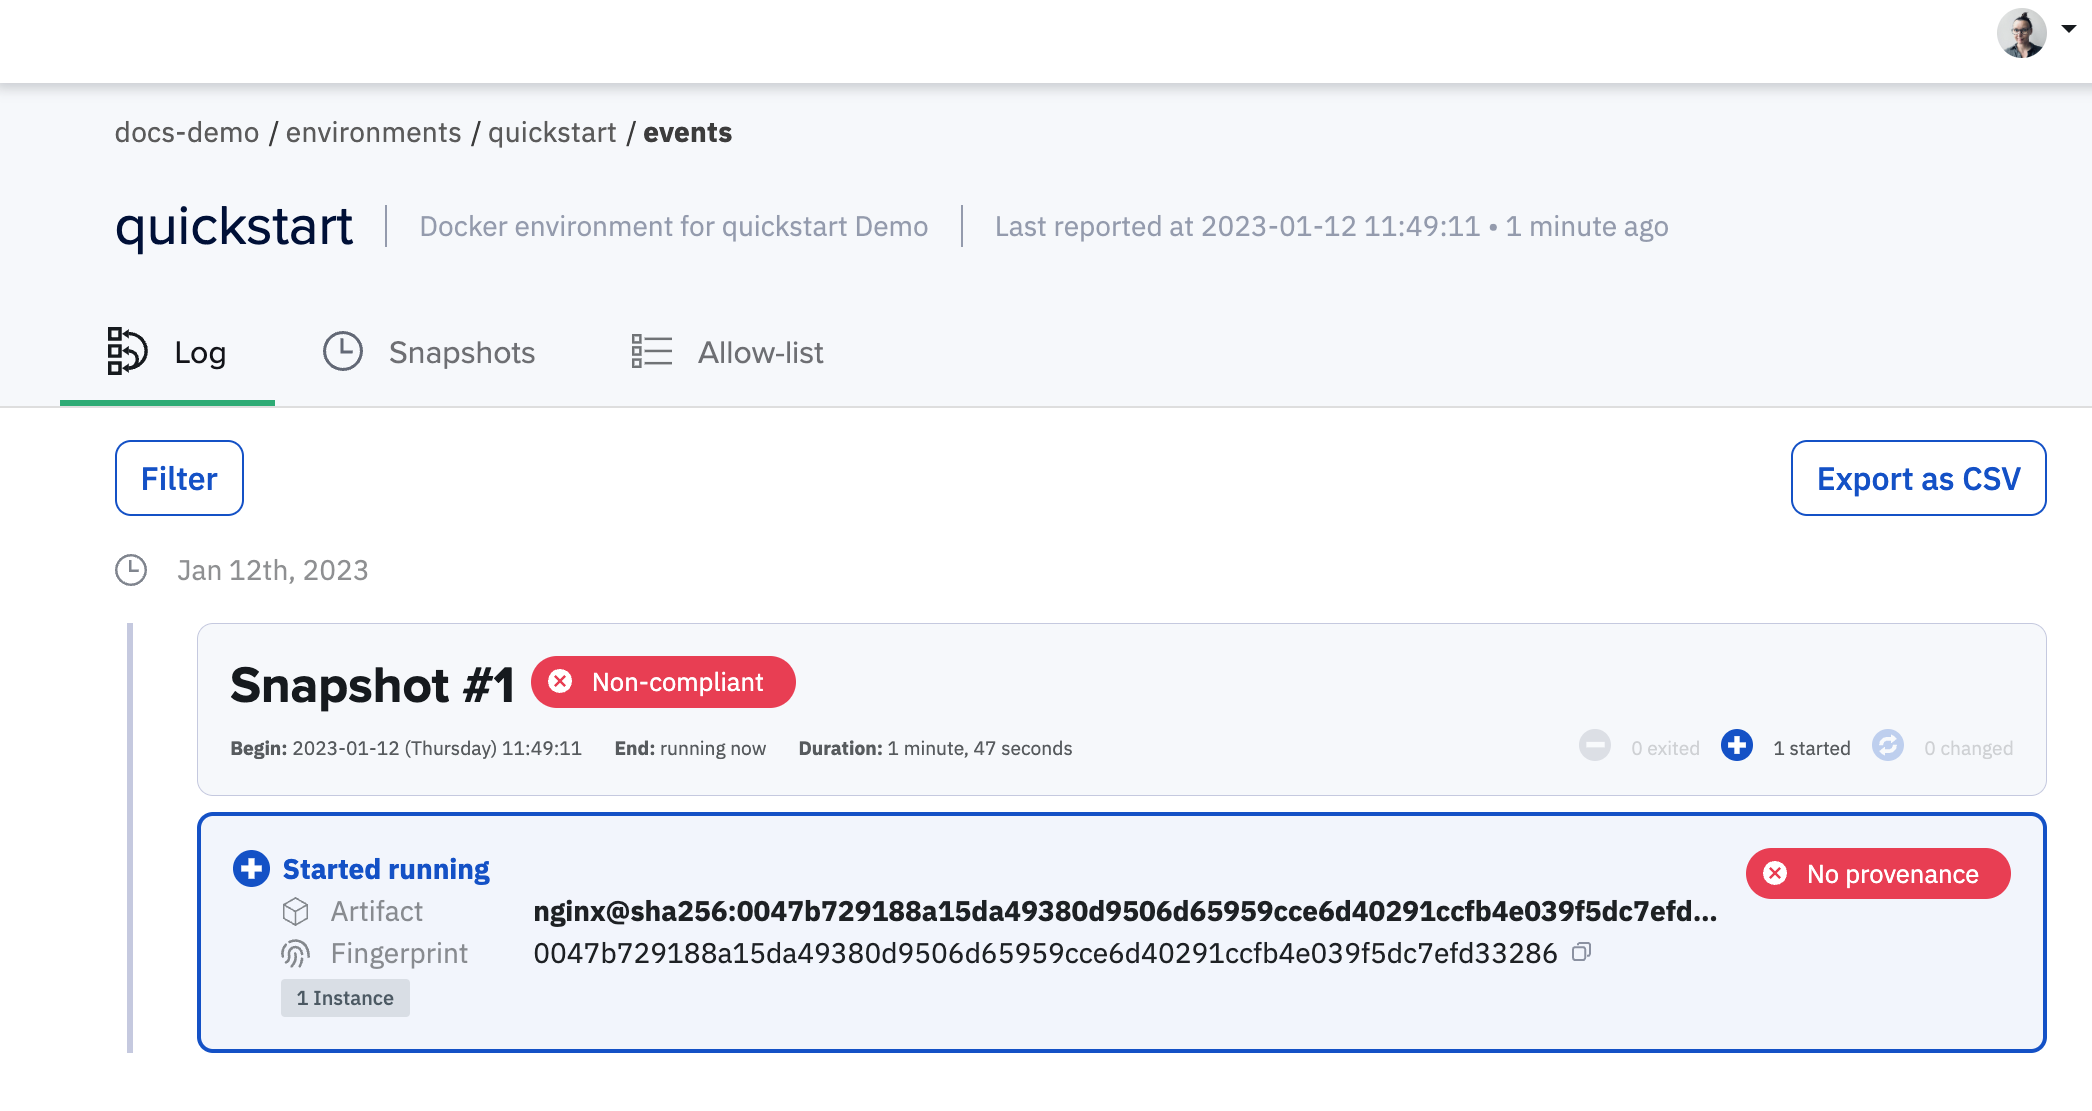 docs-demo / environments / quickstart / events
quickstart | Docker environment for quickstart Demo | Last reported at 2023-01-12 11:49:11 • 1 minute ago
Log Snapshots Allow-list
Filter Export as CSV
Jan 12th, 2023
Snapshot #1 Non-compliant
Begin: 2023-01-12 (Thursday) 11:49:11 End: running now Duration: 1 minute, 47 seconds 0 exited 1 started 0 changed
Started running No provenance
Artifact nginx@sha256:0047b729188a15da49380d9506d65959cce6d40291ccfb4e039f5dc7efd...
Fingerprint 0047b729188a15da49380d9506d65959cce6d40291ccfb4e039f5dc7efd33286
1 Instance